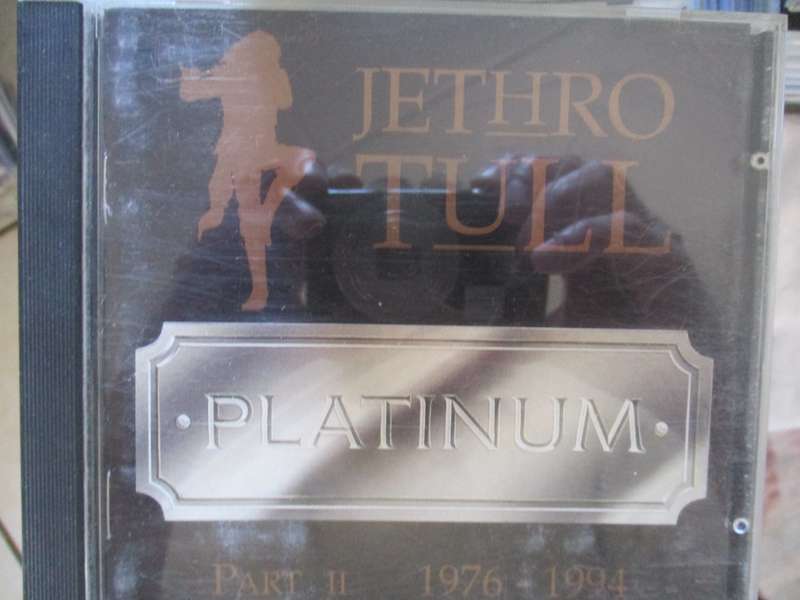 JETHRO
TULL
PLATINUM
PART II 1976 - 1994